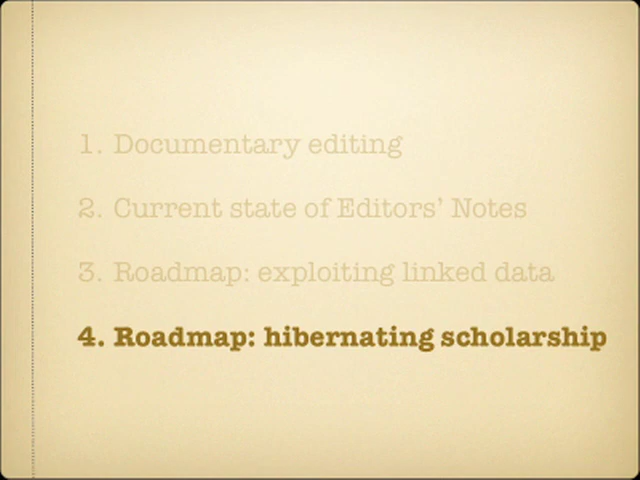 1. Documentary editing
2. Current state of Editors’ Notes
3. Roadmap: exploiting linked data
4. Roadmap: hibernating scholarship